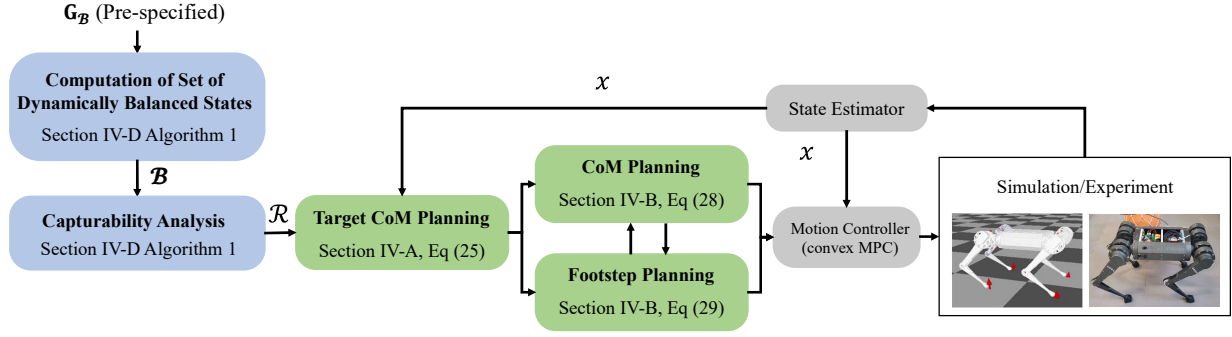 𝐆_𝓑 (Pre-specified)
Computation of Set of
Dynamically Balanced States
Section IV-D Algorithm 1
𝓑
Capturability Analysis
Section IV-D Algorithm 1
ℛ
Target CoM Planning
Section IV-A, Eq (25)
x
CoM Planning
Section IV-B, Eq (28)
Footstep Planning
Section IV-B, Eq (29)
State Estimator
x
Motion Controller
(convex MPC)
Simulation/Experiment